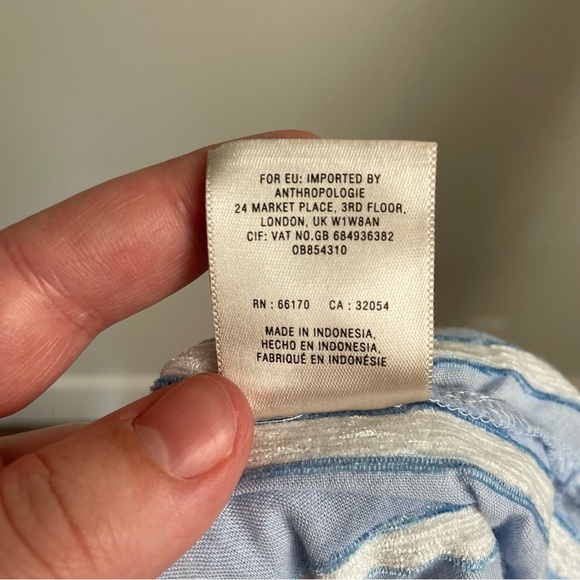 FOR EU: IMPORTED BY
ANTHROPOLOGIE
24 MARKET PLACE, 3RD FLOOR,
LONDON, UK W1W8AN
CIF: VAT NO.GB 684936382
OB854310
RN : 66170 CA : 32054
MADE IN INDONESIA,
HECHO EN INDONESIA,
FABRIQUÉ EN INDONÉSIE